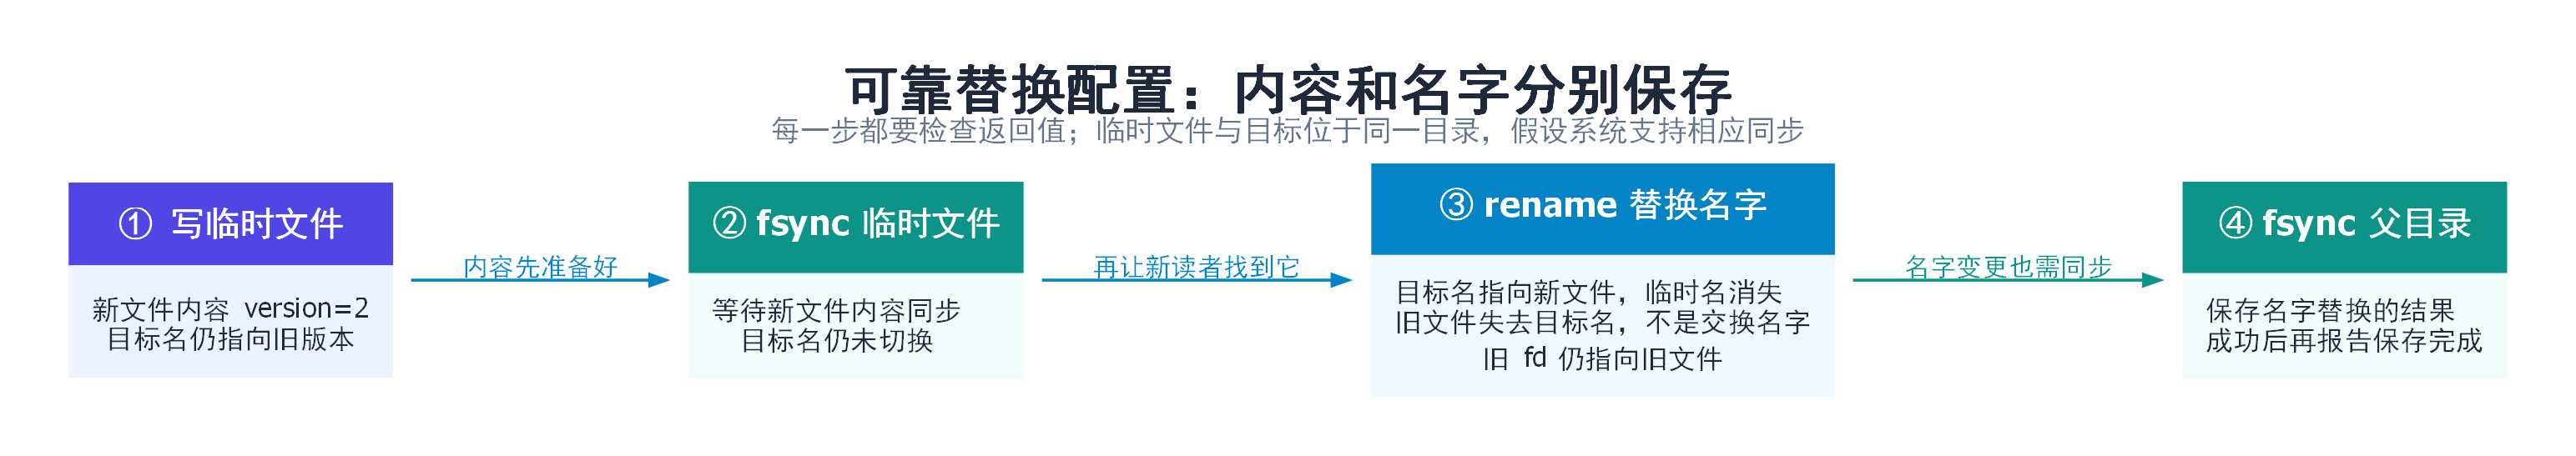 可靠替换配置：内容和名字分别保存
每一步都要检查返回值；临时文件与目标位于同一目录，假设系统支持相应同步
① 写临时文件
新文件内容 version=2
目标名仍指向旧版本
内容先准备好
② fsync 临时文件
等待新文件内容同步
目标名仍未切换
再让新读者找到它
③ rename 替换名字
目标名指向新文件，临时名消失
旧文件失去目标名，不是交换名字
旧 fd 仍指向旧文件
名字变更也需同步
④ fsync 父目录
保存名字替换的结果
成功后再报告保存完成